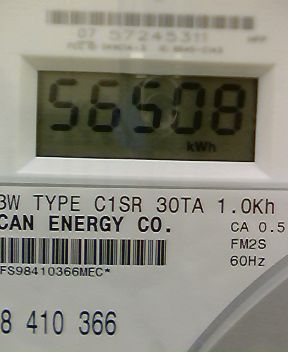 07 57245311
56508
kWh
3W TYPE C1SR 30TA 1.0Kh
CAN ENERGY CO.
CA 0.5
FM2S
FS98410366MEC*
60Hz
8 410 366